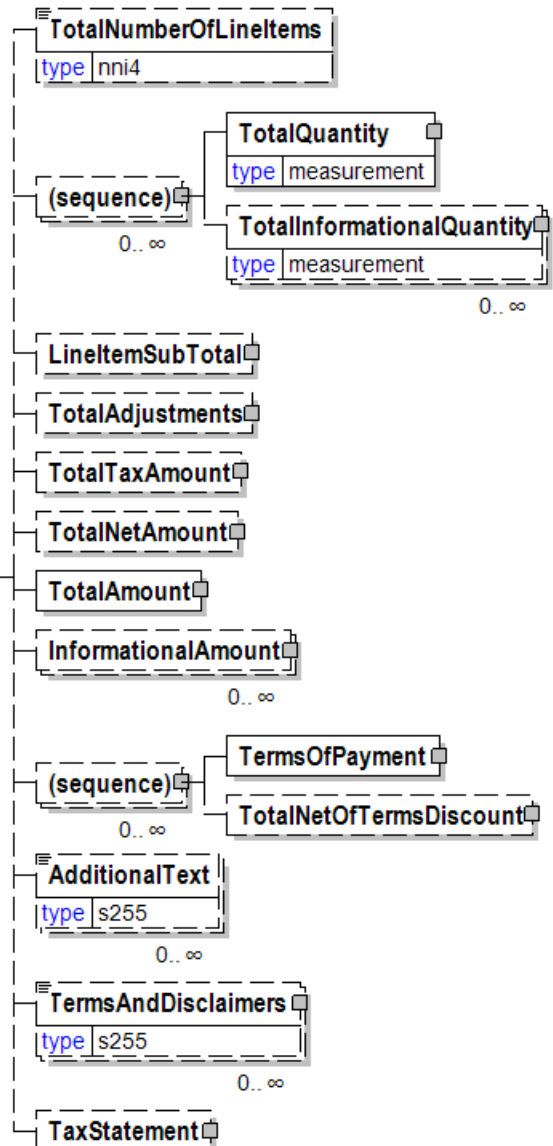 TotalNumberOfLineItems
type nni4
TotalQuantity
type measurement
(sequence)
0.. ∞
TotalInformationalQuantity
type measurement
0.. ∞
LineItemSubTotal
TotalAdjustments
TotalTaxAmount
TotalNetAmount
TotalAmount
InformationalAmount
0.. ∞
TermsOfPayment
(sequence)
0.. ∞
TotalNetOfTermsDiscount
AdditionalText
type s255
0.. ∞
TermsAndDisclaimers
type s255
0.. ∞
TaxStatement